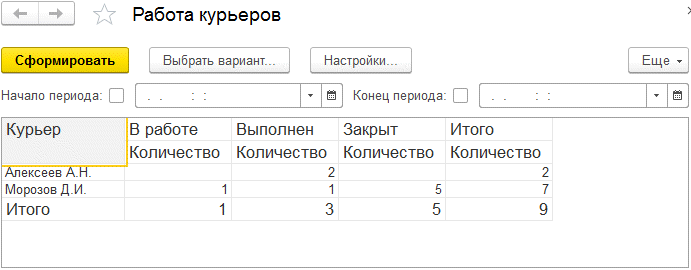 Работа курьеров
Сформировать Выбрать вариант... Настройки... Еще
Начало периода: . . : : Конец периода: . . : :
Курьер В работе Выполнен Закрыт Итого
Количество Количество Количество Количество
Алексеев А.Н. 2 2
Морозов Д.И. 1 1 5 7
Итого 1 3 5 9